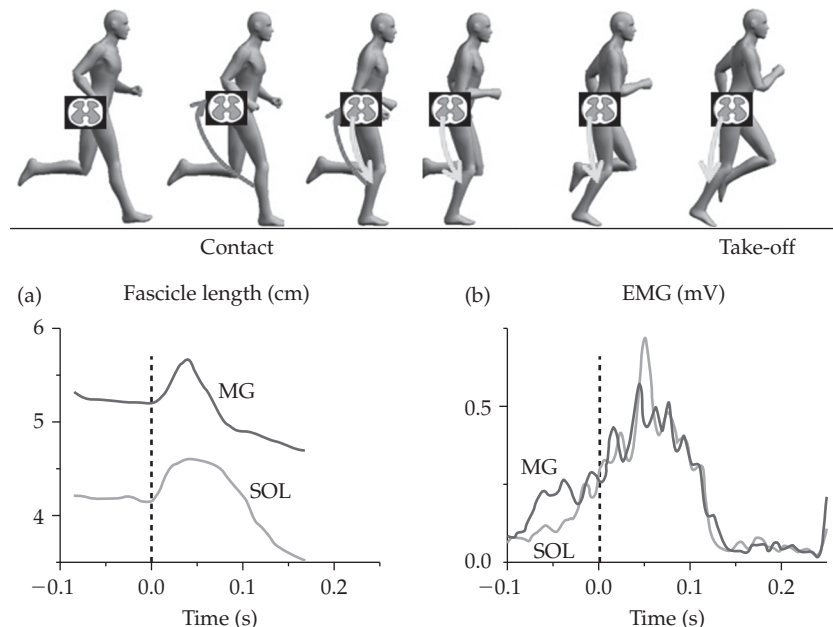 Contact
Take-off
(a)
Fascicle length (cm)
6
5
4
MG
SOL
−0.1
0.0
0.1
0.2
Time (s)
(b)
EMG (mV)
0.5
0.0
MG
SOL
−0.1
0.0
0.1
0.2
Time (s)